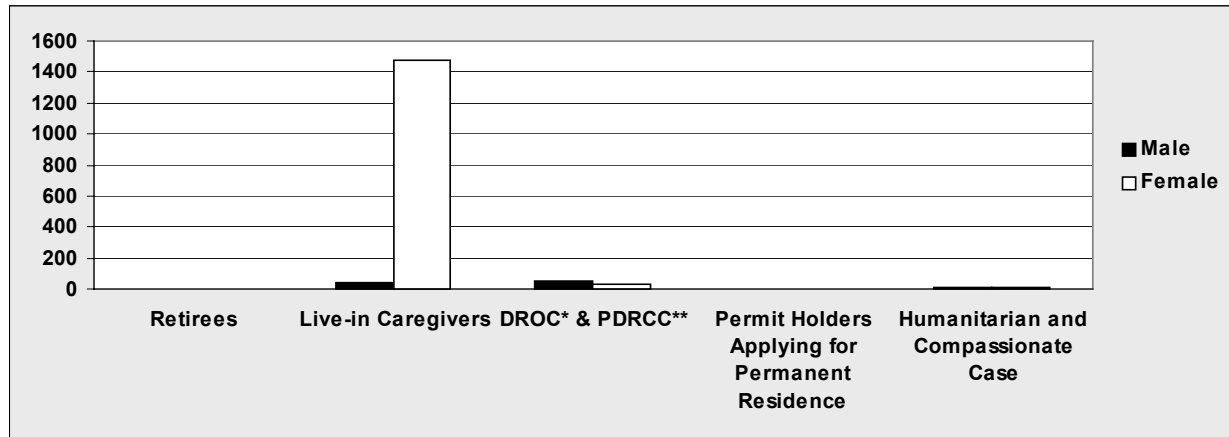 1600
1400
1200
1000
800
600
400
200
0
Retirees
Live-in Caregivers
DROC* & PDRCC**
Permit Holders
Applying for
Permanent
Residence
Humanitarian and
Compassionate
Case
Male
Female